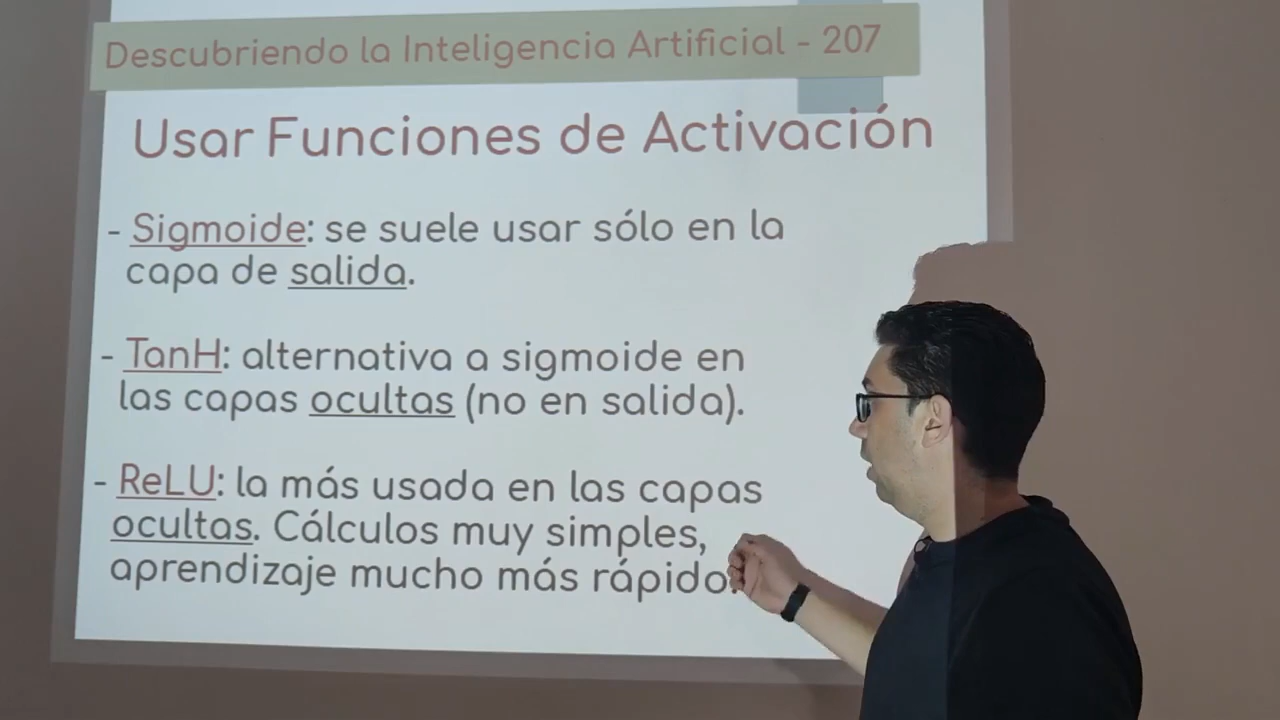 Descubriendo la Inteligencia Artificial - 207
Usar Funciones de Activación
- Sigmoide: se suele usar sólo en la
capa de salida.
- TanH: alternativa a sigmoide en
las capas ocultas (no en salida).
- ReLU: la más usada en las capas
ocultas. Cálculos muy simples,
aprendizaje mucho más rápido.